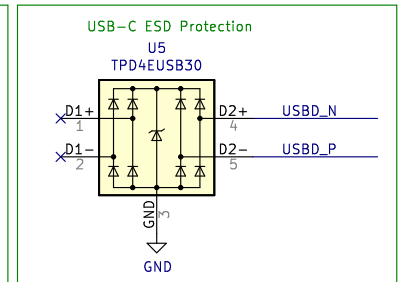 USB-C ESD Protection
U5
TPD4EUSB30
D1+ D2+ USBD_N
1 4
D1- D2- USBD_P
2 5
GND
3
GND